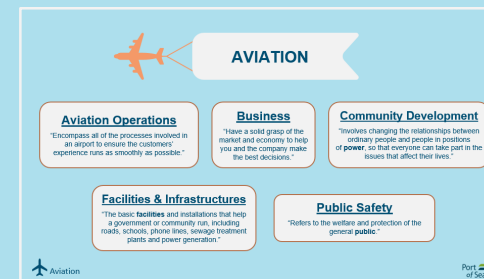 AVIATION
Aviation Operations
"Encompass all of the processes involved in
an airport to ensure the customers'
experience runs as smoothly as possible."
Business
"Have a solid grasp of the
market and economy to help
you and the company make
the best decisions."
Community Development
"Involves changing the relationships between
ordinary people and people in positions
of power, so that everyone can take part in the
issues that affect their lives."
Facilities & Infrastructures
"The basic facilities and installations that help
a government or community run, including
roads, schools, phone lines, sewage treatment
plants and power generation."
Public Safety
"Refers to the welfare and protection of the
general public."
Aviation
Port
of Sea